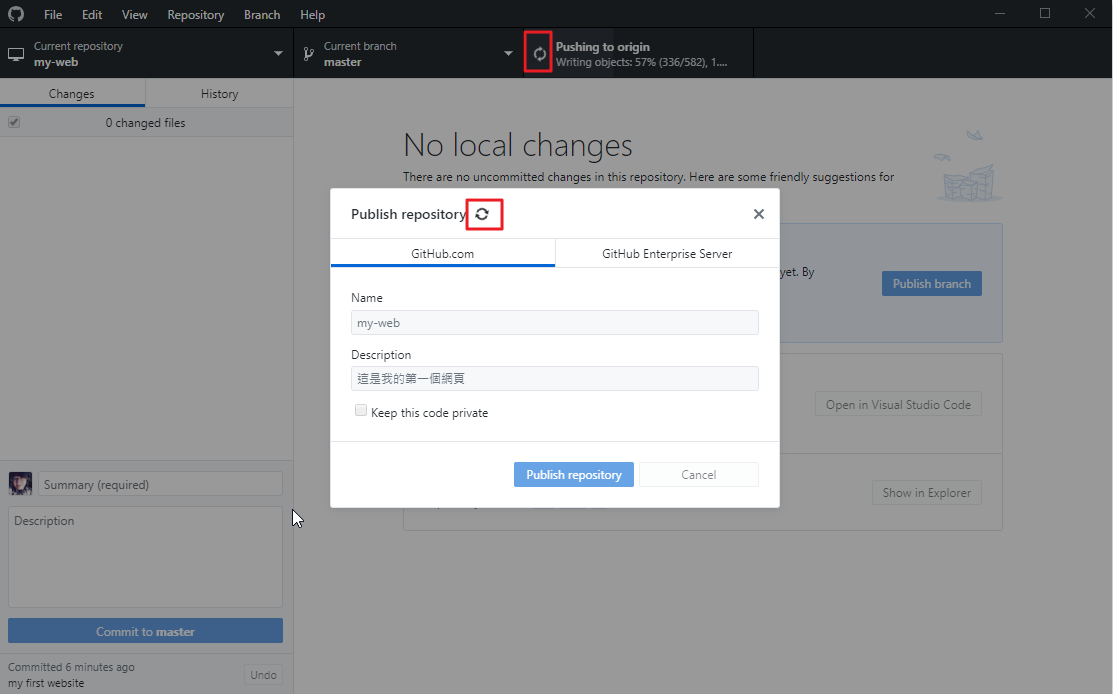 File Edit View Repository Branch Help
Current repository
my-web
Current branch
master
Pushing to origin
Writing objects: 57% (336/582), 1....
Changes
History
0 changed files
No local changes
There are no uncommitted changes in this repository. Here are some friendly suggestions for
yet. By
Publish branch
Open in Visual Studio Code
Show in Explorer
Publish repository
GitHub.com
GitHub Enterprise Server
Name
my-web
Description
這是我的第一個網頁
Keep this code private
Publish repository
Cancel
Summary (required)
Description
Commit to master
Committed 6 minutes ago
my first website
Undo